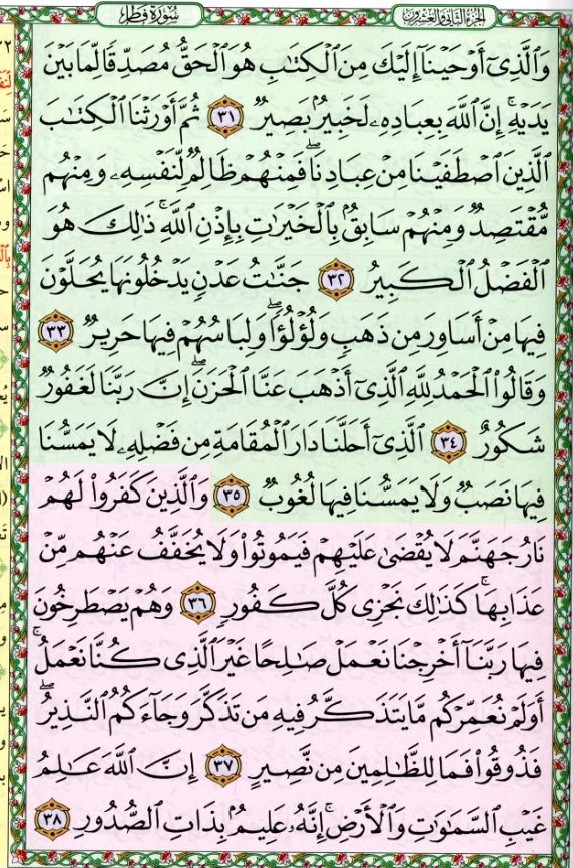 الجزء الثاني والعشرون
سُورَةُ فَطِرٍ
وَٱلَّذِىٓ أَوۡحَيۡنَآ إِلَيۡكَ مِنَ ٱلۡكِتَٰبِ هُوَ ٱلۡحَقُّ مُصَدِّقٗا لِّمَا بَيۡنَ
يَدَيۡهِۗ إِنَّ ٱللَّهَ بِعِبَادِهِۦ لَخَبِيرُۢ بَصِيرٞ ٣١ ثُمَّ أَوۡرَثۡنَا ٱلۡكِتَٰبَ
ٱلَّذِينَ ٱصۡطَفَيۡنَا مِنۡ عِبَادِنَاۖ فَمِنۡهُمۡ ظَالِمٞ لِّنَفۡسِهِۦ وَمِنۡهُم
مُّقۡتَصِدٞ وَمِنۡهُمۡ سَابِقُۢ بِٱلۡخَيۡرَٰتِ بِإِذۡنِ ٱللَّهِۚ ذَٰلِكَ هُوَ
ٱلۡفَضۡلُ ٱلۡكَبِيرُ ٣٢ جَنَّٰتُ عَدۡنٖ يَدۡخُلُونَهَا يُحَلَّوۡنَ
فِيهَا مِنۡ أَسَاوِرَ مِن ذَهَبٖ وَلُؤۡلُؤٗاۖ وَلِبَاسُهُمۡ فِيهَا حَرِيرٞ ٣٣
وَقَالُواْ ٱلۡحَمۡدُ لِلَّهِ ٱلَّذِىٓ أَذۡهَبَ عَنَّا ٱلۡحَزَنَۖ إِنَّ رَبَّنَا لَغَفُورٞ
شَكُورٌ ٣٤ ٱلَّذِىٓ أَحَلَّنَا دَارَ ٱلۡمُقَامَةِ مِن فَضۡلِهِۦ لَا يَمَسُّنَا
فِيهَا نَصَبٞ وَلَا يَمَسُّنَا فِيهَا لُغُوبٞ ٣٥ وَٱلَّذِينَ كَفَرُواْ لَهُمۡ
نَارُ جَهَنَّمَ لَا يُقۡضَىٰ عَلَيۡهِمۡ فَيَمُوتُواْ وَلَا يُخَفَّفُ عَنۡهُم مِّنۡ
عَذَابِهَاۚ كَذَٰلِكَ نَجۡزِى كُلَّ كَفُورٖ ٣٦ وَهُمۡ يَصۡطَرِخُونَ
فِيهَا رَبَّنَآ أَخۡرِجۡنَا نَعۡمَلۡ صَٰلِحًا غَيۡرَ ٱلَّذِى كُنَّا نَعۡمَلُۚ
أَوَلَمۡ نُعَمِّرۡكُم مَّا يَتَذَكَّرُ فِيهِ مَن تَذَكَّرَ وَجَآءَكُمُ ٱلنَّذِيرُۖ
فَذُوقُواْ فَمَا لِلظَّٰلِمِينَ مِن نَّصِيرٍ ٣٧ إِنَّ ٱللَّهَ عَٰلِمُ
غَيۡبِ ٱلسَّمَٰوَٰتِ وَٱلۡأَرۡضِۚ إِنَّهُۥ عَلِيمُۢ بِذَاتِ ٱلصُّدُورِ ٣٨